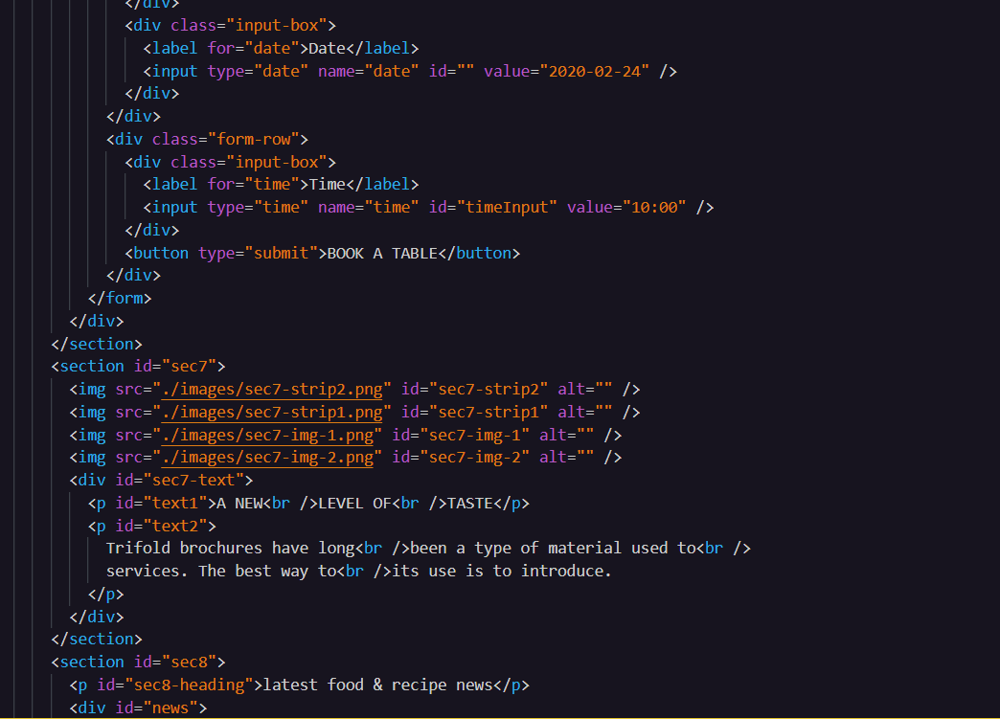 </div>
<div class="input-box">
<label for="date">Date</label>
<input type="date" name="date" id="" value="2020-02-24" />
</div>
</div>
<div class="form-row">
<div class="input-box">
<label for="time">Time</label>
<input type="time" name="time" id="timeInput" value="10:00" />
</div>
<button type="submit">BOOK A TABLE</button>
</div>
</form>
</div>
</section>
<section id="sec7">
<img src="./images/sec7-strip2.png" id="sec7-strip2" alt="" />
<img src="./images/sec7-strip1.png" id="sec7-strip1" alt="" />
<img src="./images/sec7-img-1.png" id="sec7-img-1" alt="" />
<img src="./images/sec7-img-2.png" id="sec7-img-2" alt="" />
<div id="sec7-text">
<p id="text1">A NEW<br />LEVEL OF<br />TASTE</p>
<p id="text2">
Trifold brochures have long<br />been a type of material used to<br />
services. The best way to<br />its use is to introduce.
</p>
</div>
</section>
<section id="sec8">
<p id="sec8-heading">latest food & recipe news</p>
<div id="news">